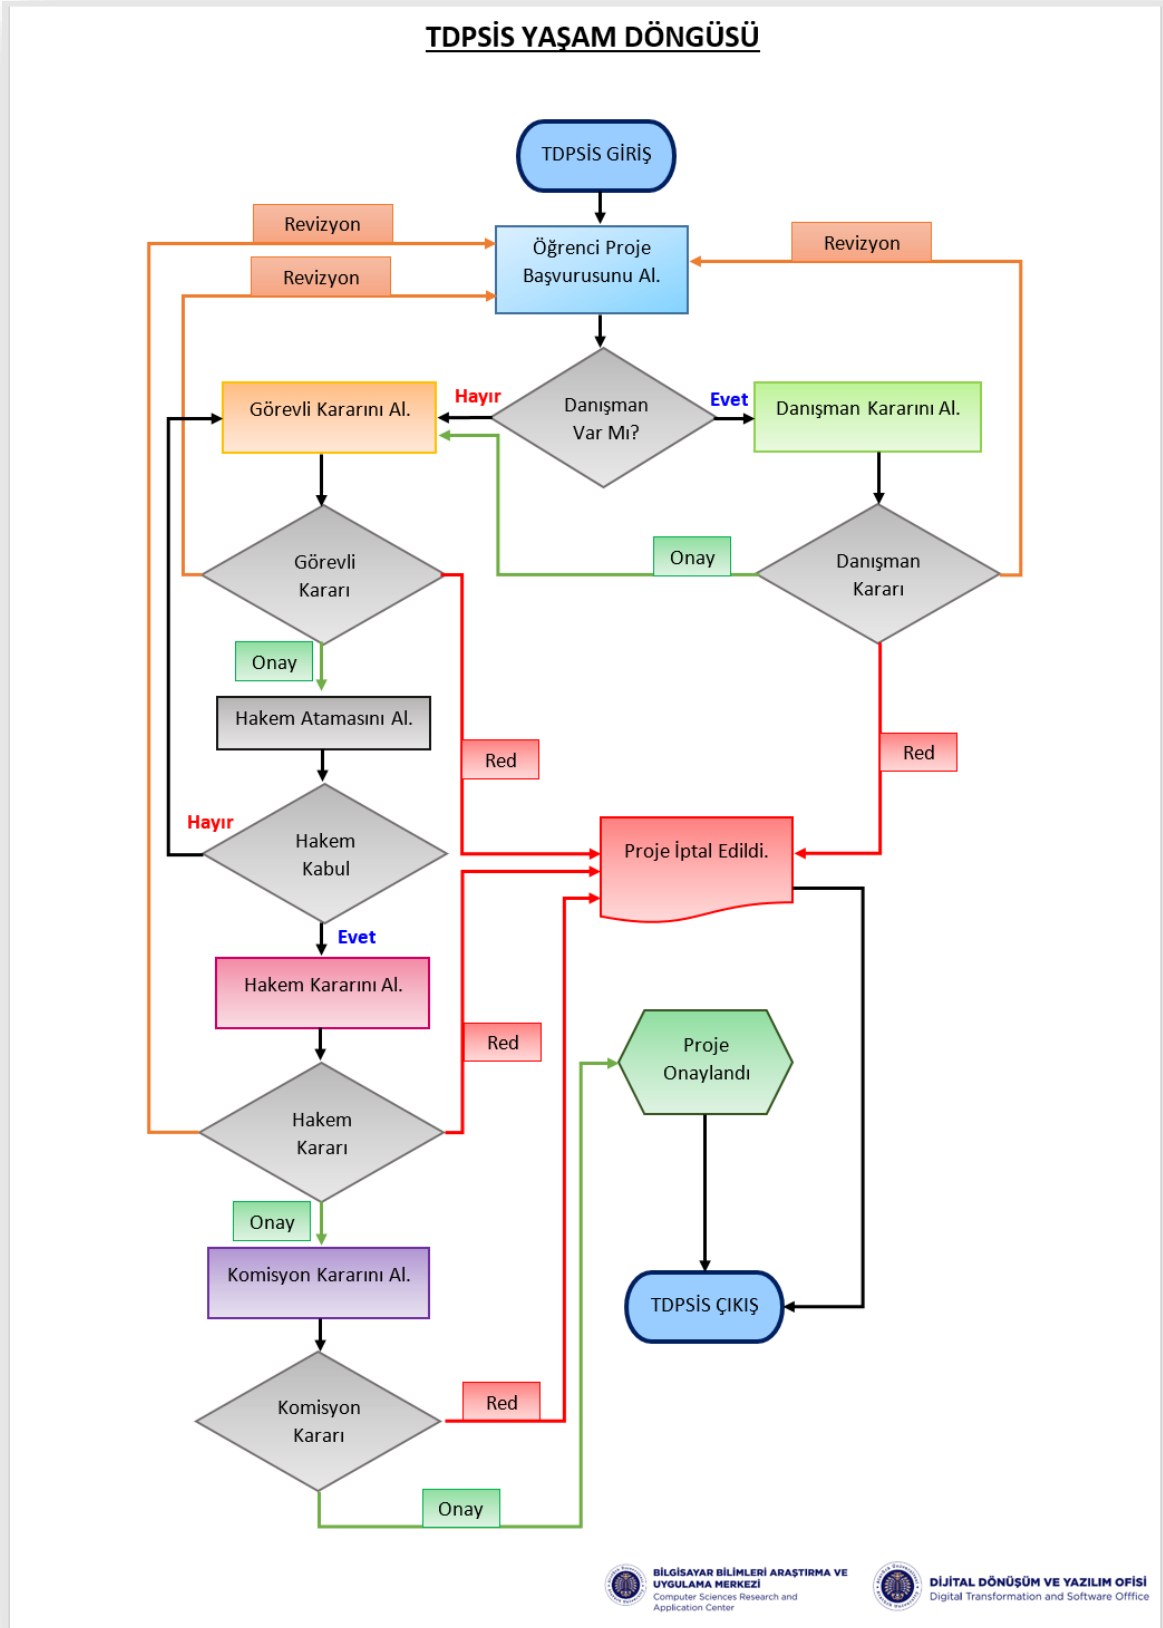 TDPSİS YAŞAM DÖNGÜSÜ
TDPSİS GİRİŞ
Revizyon
Revizyon
Revizyon
Öğrenci Proje
Başvurusunu Al.
Hayır
Evet
Görevli Kararını Al.
Danışman
Var Mı?
Danışman Kararını Al.
Onay
Görevli
Kararı
Danışman
Kararı
Onay
Hakem Atamasını Al.
Red
Red
Hayır
Hakem
Kabul
Proje İptal Edildi.
Evet
Hakem Kararını Al.
Red
Proje
Onaylandı
Hakem
Kararı
Onay
Komisyon Kararını Al.
TDPSİS ÇIKIŞ
Red
Komisyon
Kararı
Onay
BİLGİSAYAR BİLİMLERİ ARAŞTIRMA VE
UYGULAMA MERKEZİ
Computer Sciences Research and
Application Center
DİJİTAL DÖNÜŞÜM VE YAZILIM OFİSİ
Digital Transformation and Software Offfice